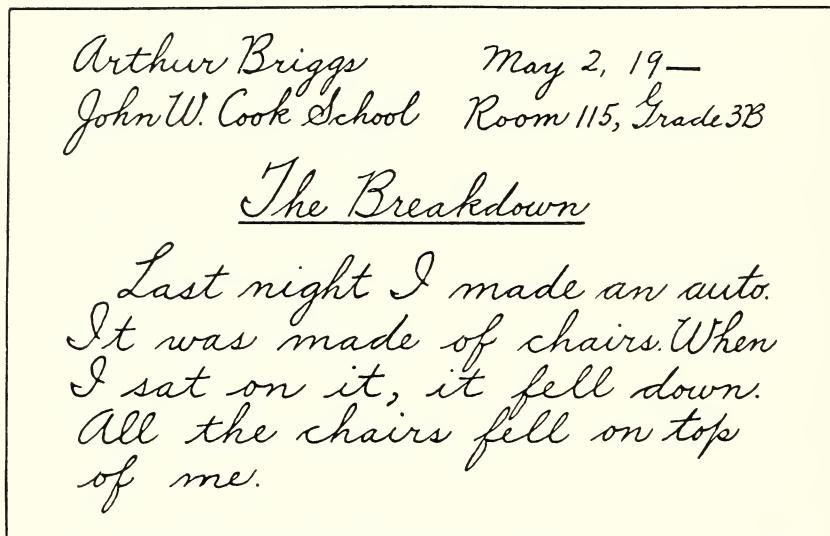 Arthur Briggs May 2, 19—
John W. Cook School Room 115, Grade 3B
The Breakdown
Last night I made an auto.
It was made of chairs. When
I sat on it, it fell down.
All the chairs fell on top
of me.